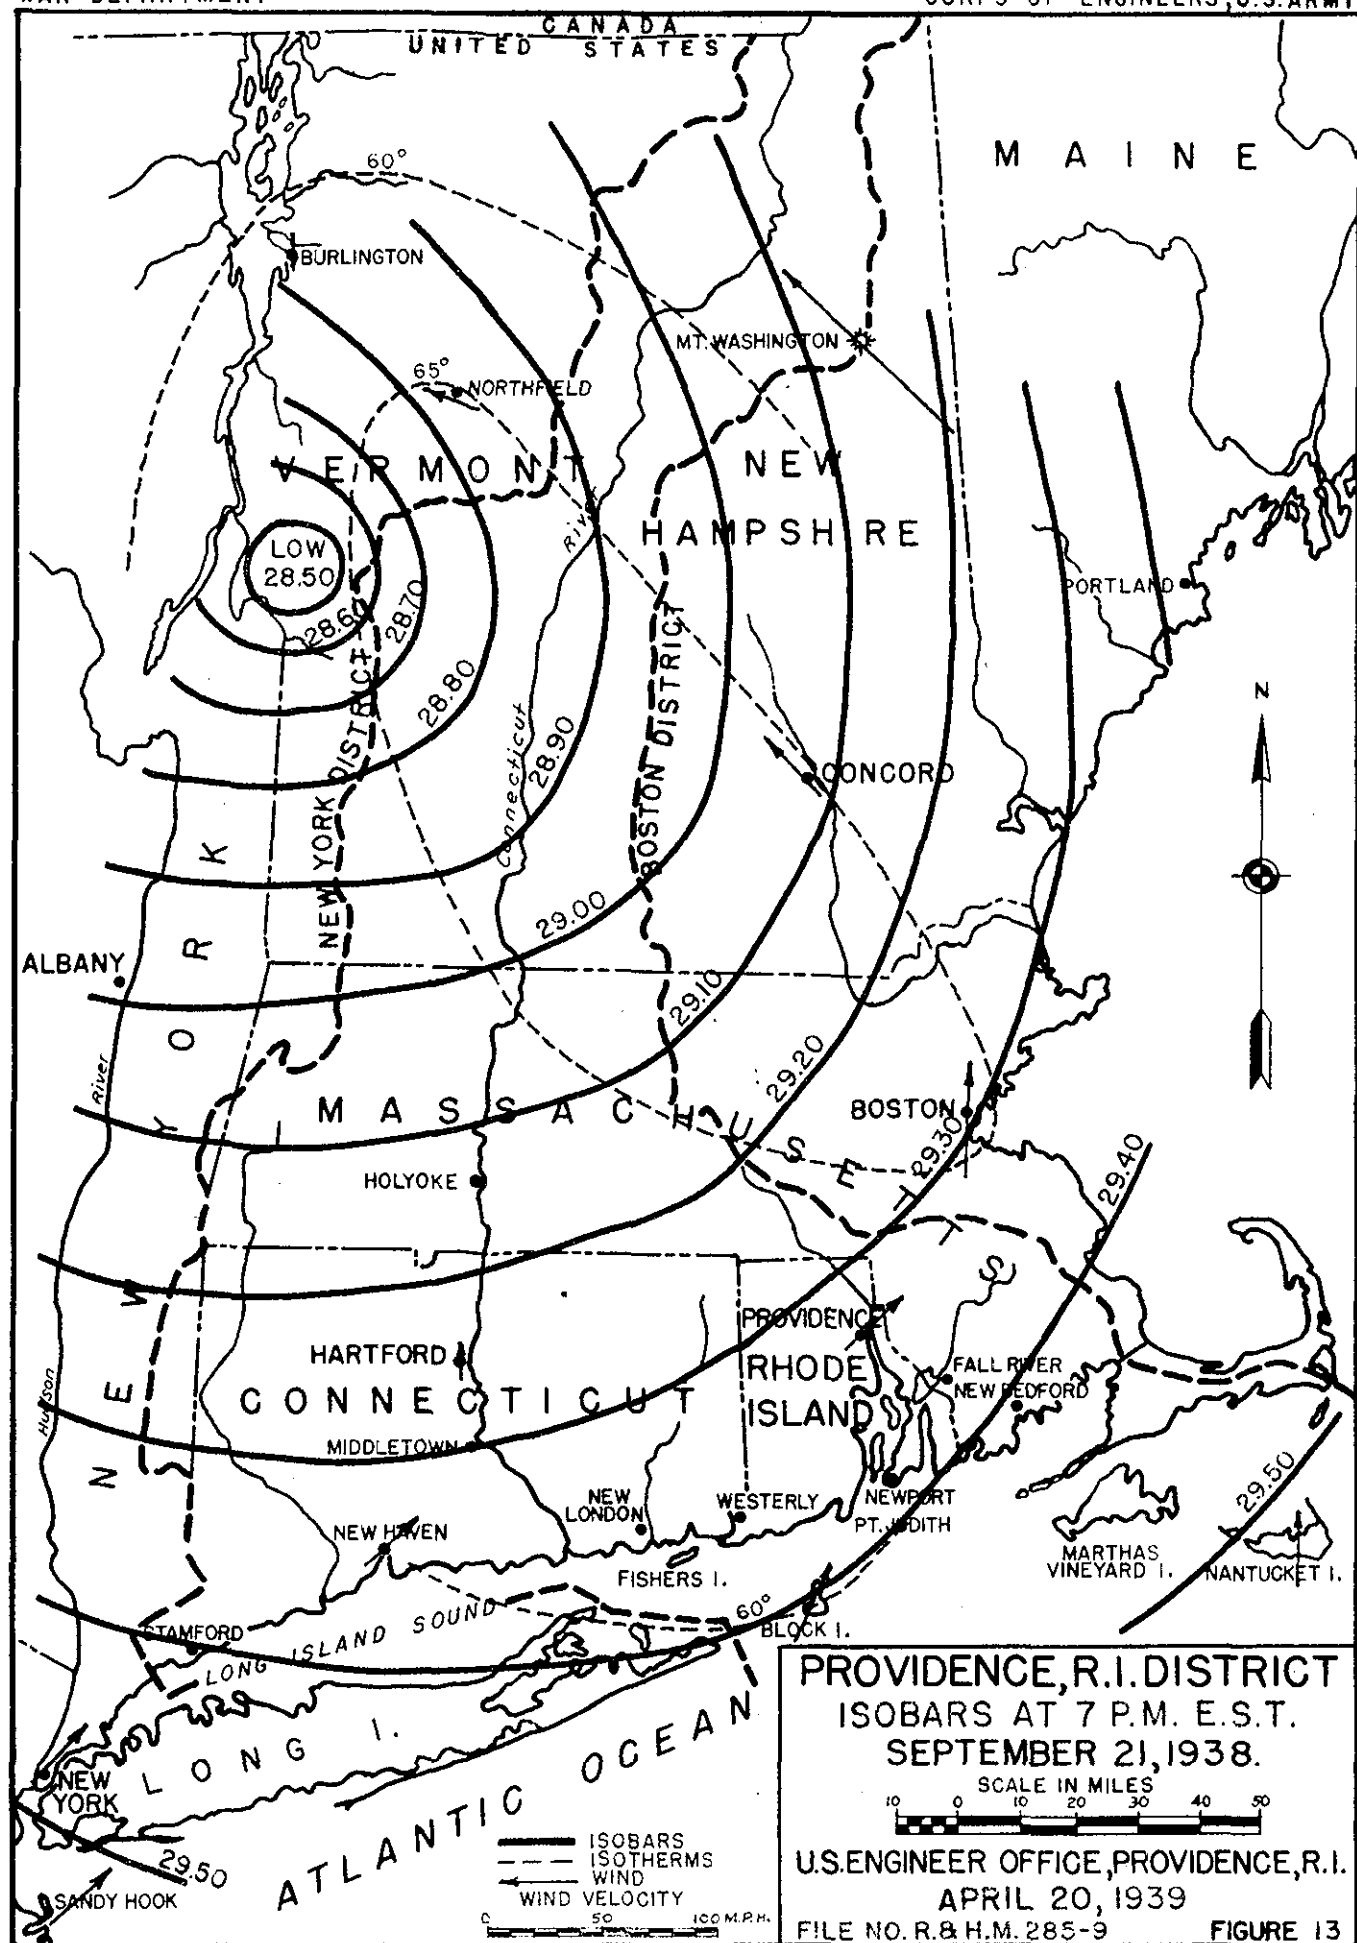 WAR DEPARTMENT
CORPS OF ENGINEERS, U.S. ARMY
CANADA
UNITED STATES
MAINE
60°
BURLINGTON
MT. WASHINGTON
65°
NORTHFIELD
VERMONT
NEW
HAMPSHIRE
River
LOW
28.50
PORTLAND
28.60
28.70
28.80
28.90
NEW YORK DISTRICT
BOSTON DISTRICT
Connecticut
N
CONCORD
29.00
ALBANY
29.10
River
29.20
MASSACHUSETTS
BOSTON
29.30
29.40
HOLYOKE
NEW YORK
PROVIDENCE
HARTFORD
RHODE
ISLAND
FALL RIVER
NEW BEDFORD
CONNECTICUT
Hudson
MIDDLETOWN
29.50
NEW
LONDON
WESTERLY
NEWPORT
PT. JUDITH
NEW HAVEN
MARTHAS
VINEYARD I.
NANTUCKET I.
FISHERS I.
60°
BLOCK I.
STAMFORD
LONG ISLAND SOUND
LONG I.
ATLANTIC OCEAN
NEW
YORK
29.50
SANDY HOOK
ISOBARS
ISOTHERMS
WIND
WIND VELOCITY
0 50 100 M.P.H.
PROVIDENCE, R.I. DISTRICT
ISOBARS AT 7 P.M. E.S.T.
SEPTEMBER 21, 1938.
SCALE IN MILES
10 0 10 20 30 40 50
U.S. ENGINEER OFFICE, PROVIDENCE, R.I.
APRIL 20, 1939
FILE NO. R. & H.M. 285-9 FIGURE 13